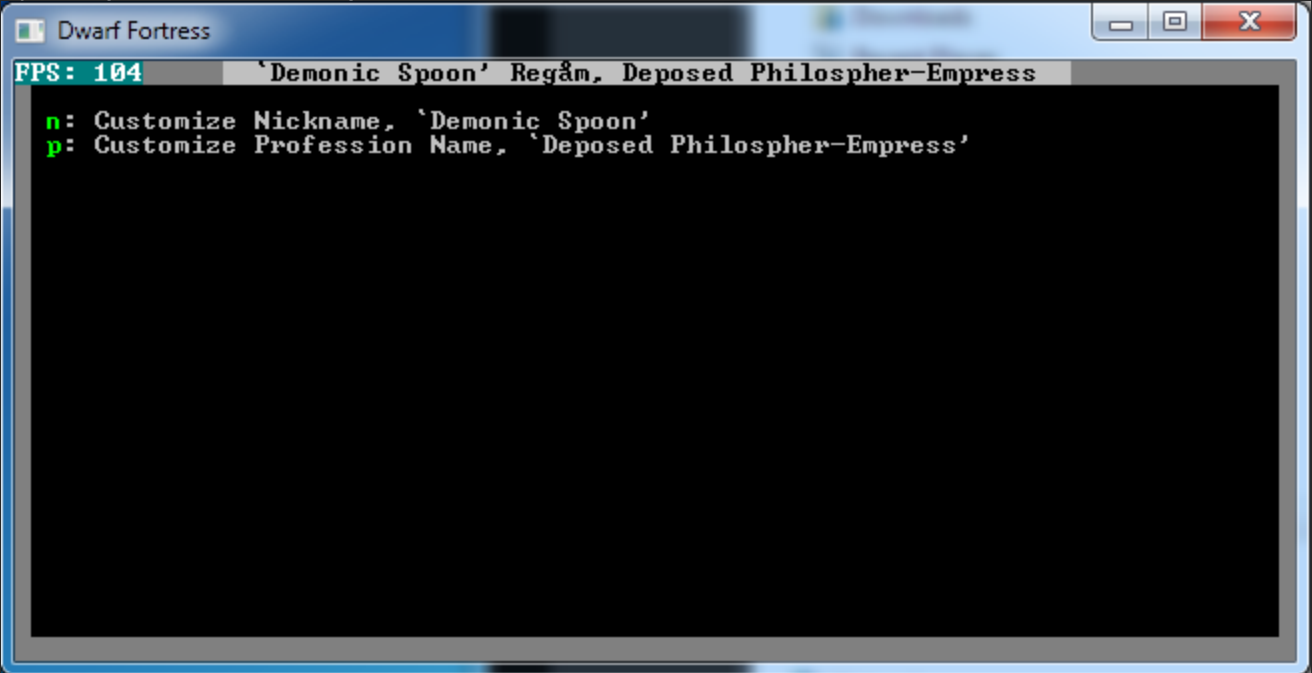 Dwarf Fortress
FPS: 104 `Demonic Spoon' Regåm, Deposed Philospher-Empress
n: Customize Nickname, `Demonic Spoon'
p: Customize Profession Name, `Deposed Philospher-Empress'